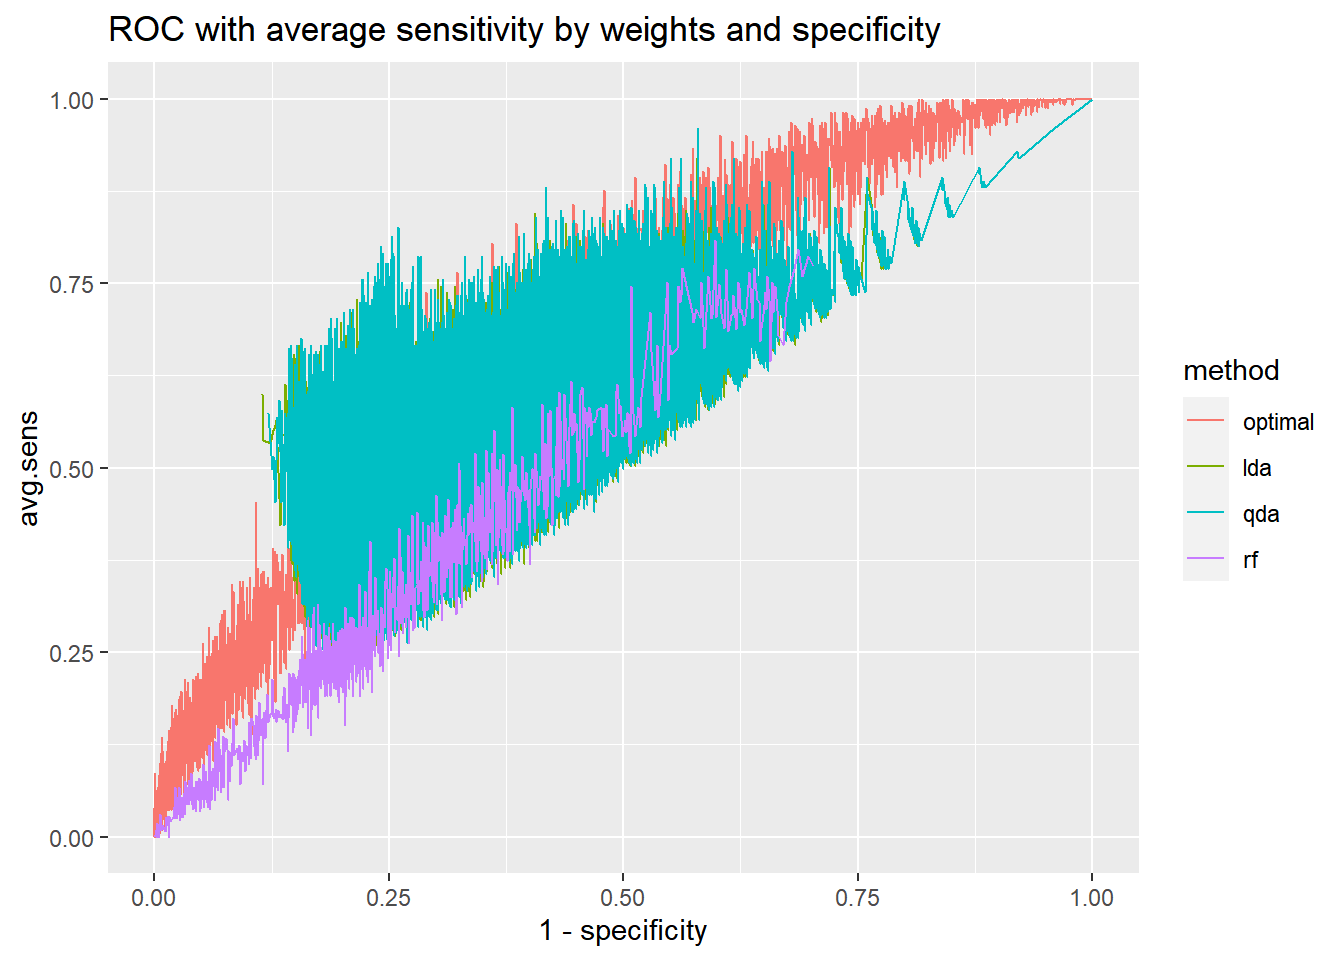 ROC with average sensitivity by weights and specificity
1.00
0.75
0.50
0.25
0.00
avg.sens
0.00 0.25 0.50 0.75 1.00
1 - specificity
method
optimal
lda
qda
rf